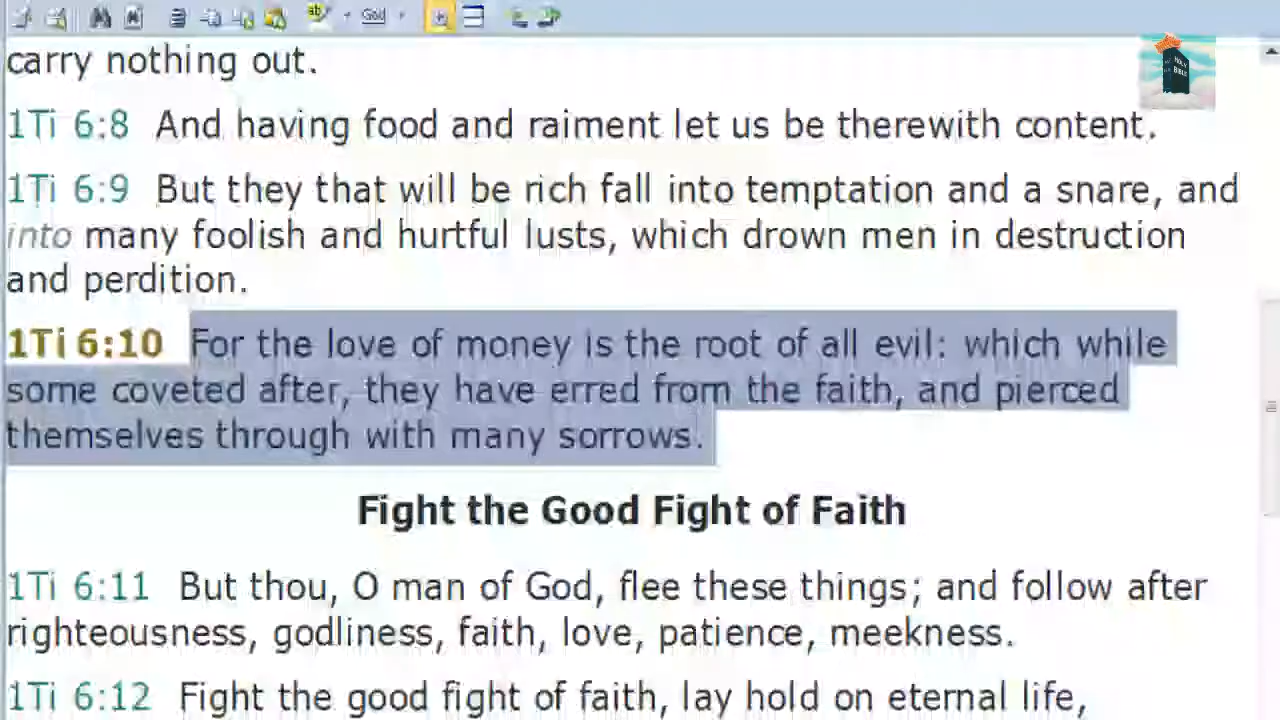 ab
God
carry nothing out.
HOLY
BIBLE
1Ti 6:8 And having food and raiment let us be therewith content.
1Ti 6:9 But they that will be rich fall into temptation and a snare, and
into many foolish and hurtful lusts, which drown men in destruction
and perdition.
1Ti 6:10 For the love of money is the root of all evil: which while
some coveted after, they have erred from the faith, and pierced
themselves through with many sorrows.
Fight the Good Fight of Faith
1Ti 6:11 But thou, O man of God, flee these things; and follow after
righteousness, godliness, faith, love, patience, meekness.
1Ti 6:12 Fight the good fight of faith, lay hold on eternal life,